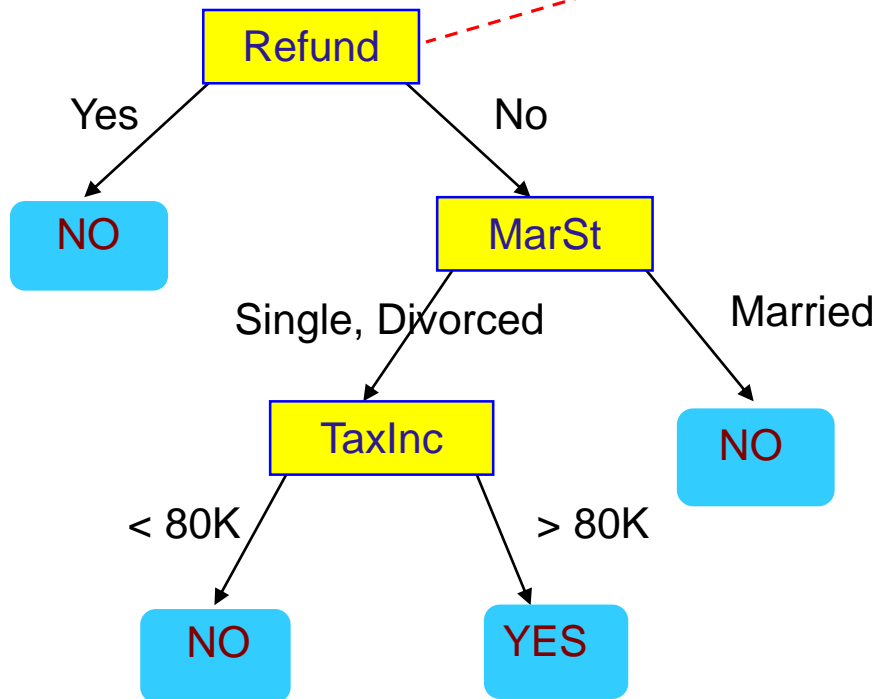 Refund
Yes
No
NO
MarSt
Single, Divorced
Married
TaxInc
NO
< 80K
> 80K
NO
YES